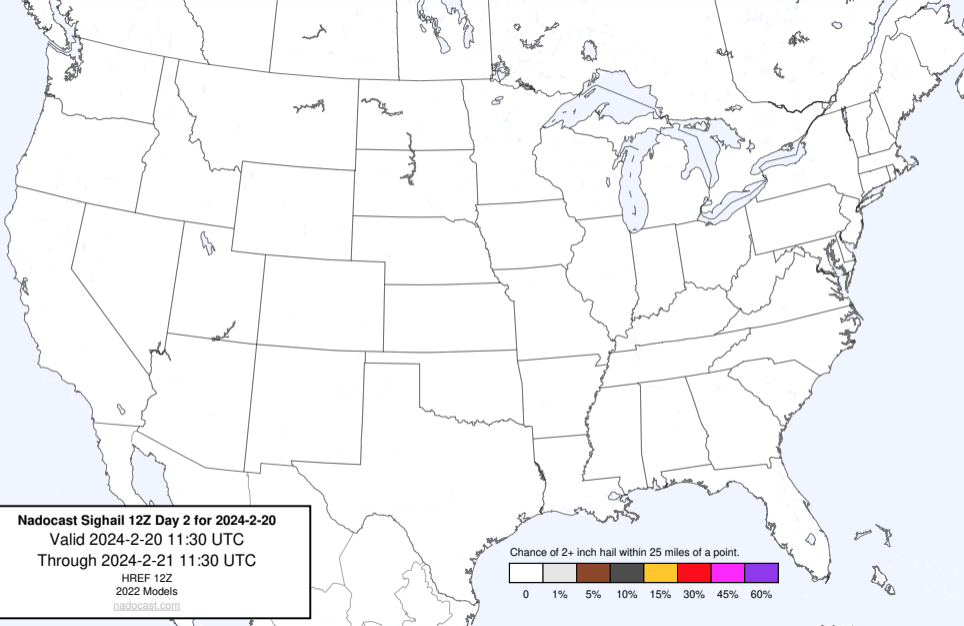 Nadocast Sighail 12Z Day 2 for 2024-2-20
Valid 2024-2-20 11:30 UTC
Through 2024-2-21 11:30 UTC
HREF 12Z
2022 Models
nadocast.com
Chance of 2+ inch hail within 25 miles of a point.
0 1% 5% 10% 15% 30% 45% 60%